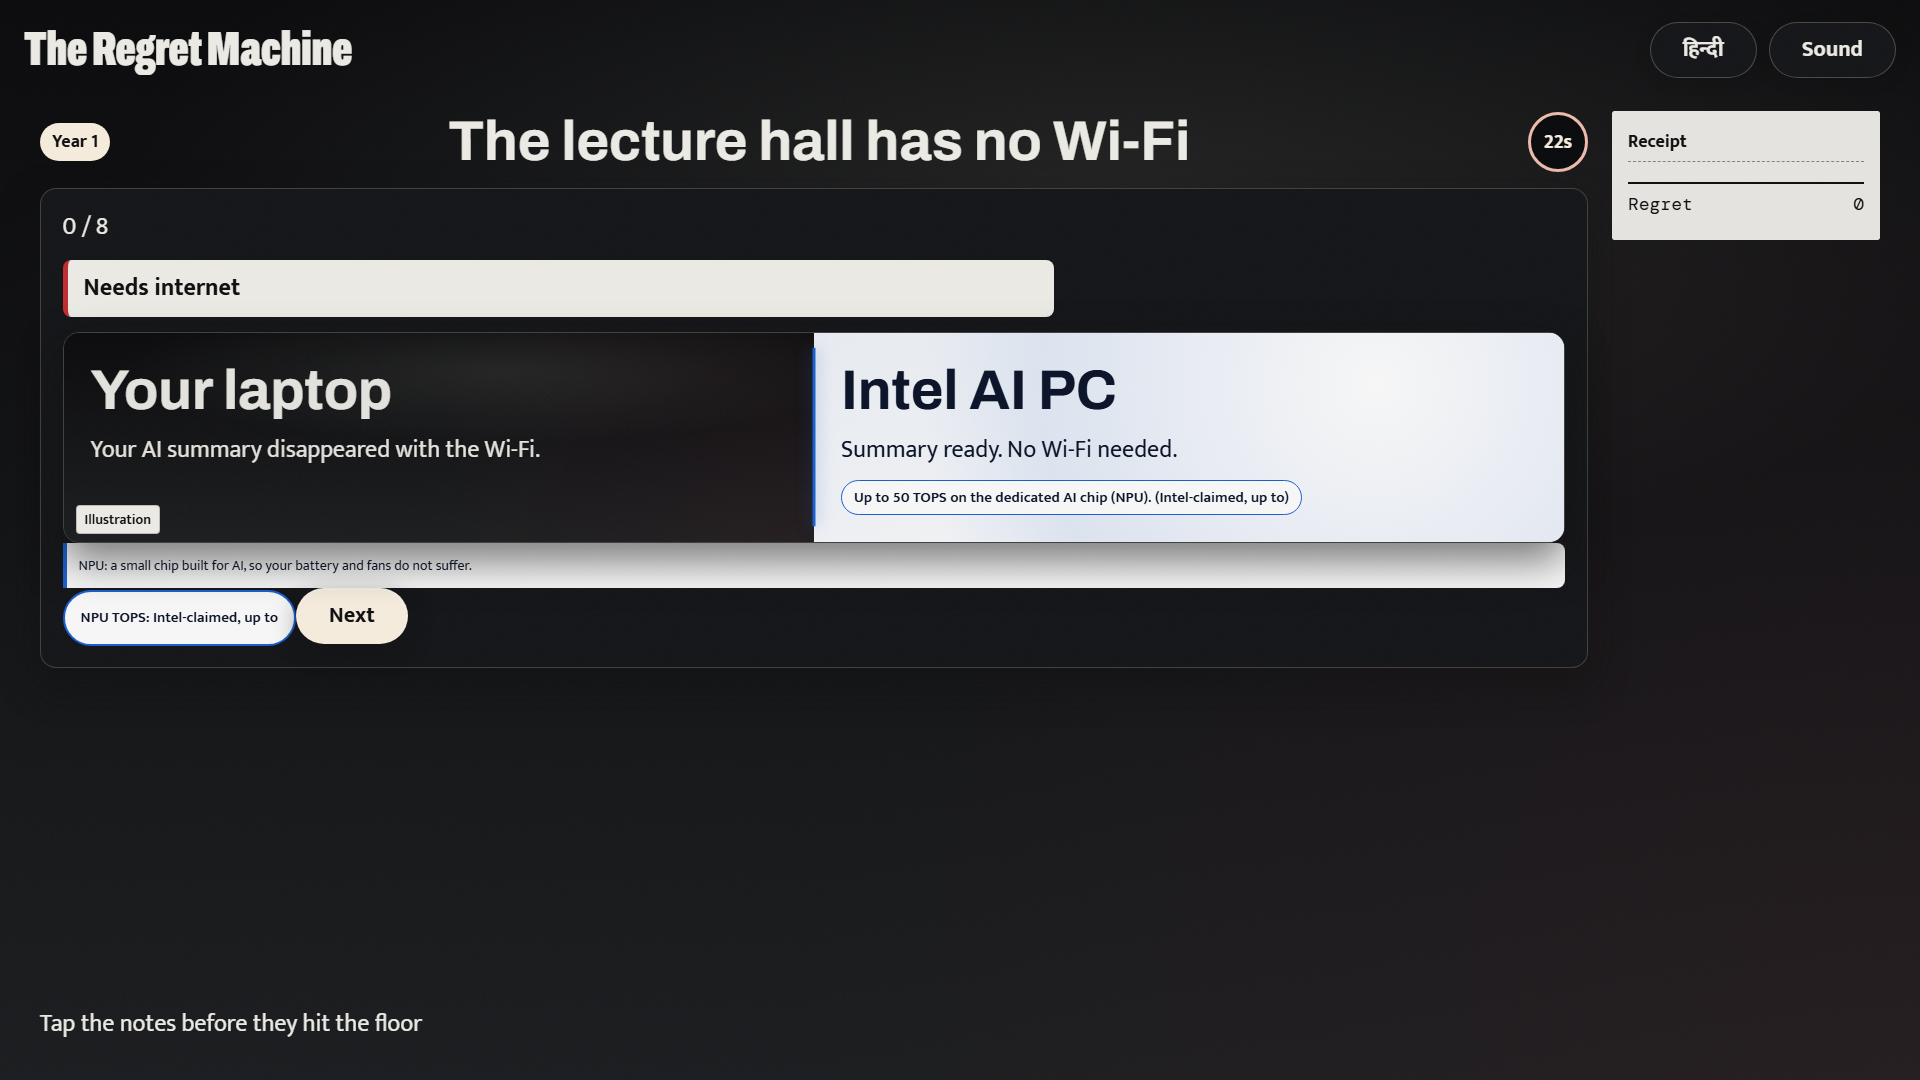 The Regret Machine
हिन्दी
Sound
Year 1
The lecture hall has no Wi-Fi
22s
Receipt
Regret 0
0 / 8
Needs internet
Your laptop
Your AI summary disappeared with the Wi-Fi.
Illustration
Intel AI PC
Summary ready. No Wi-Fi needed.
Up to 50 TOPS on the dedicated AI chip (NPU). (Intel-claimed, up to)
NPU: a small chip built for AI, so your battery and fans do not suffer.
NPU TOPS: Intel-claimed, up to
Next
Tap the notes before they hit the floor